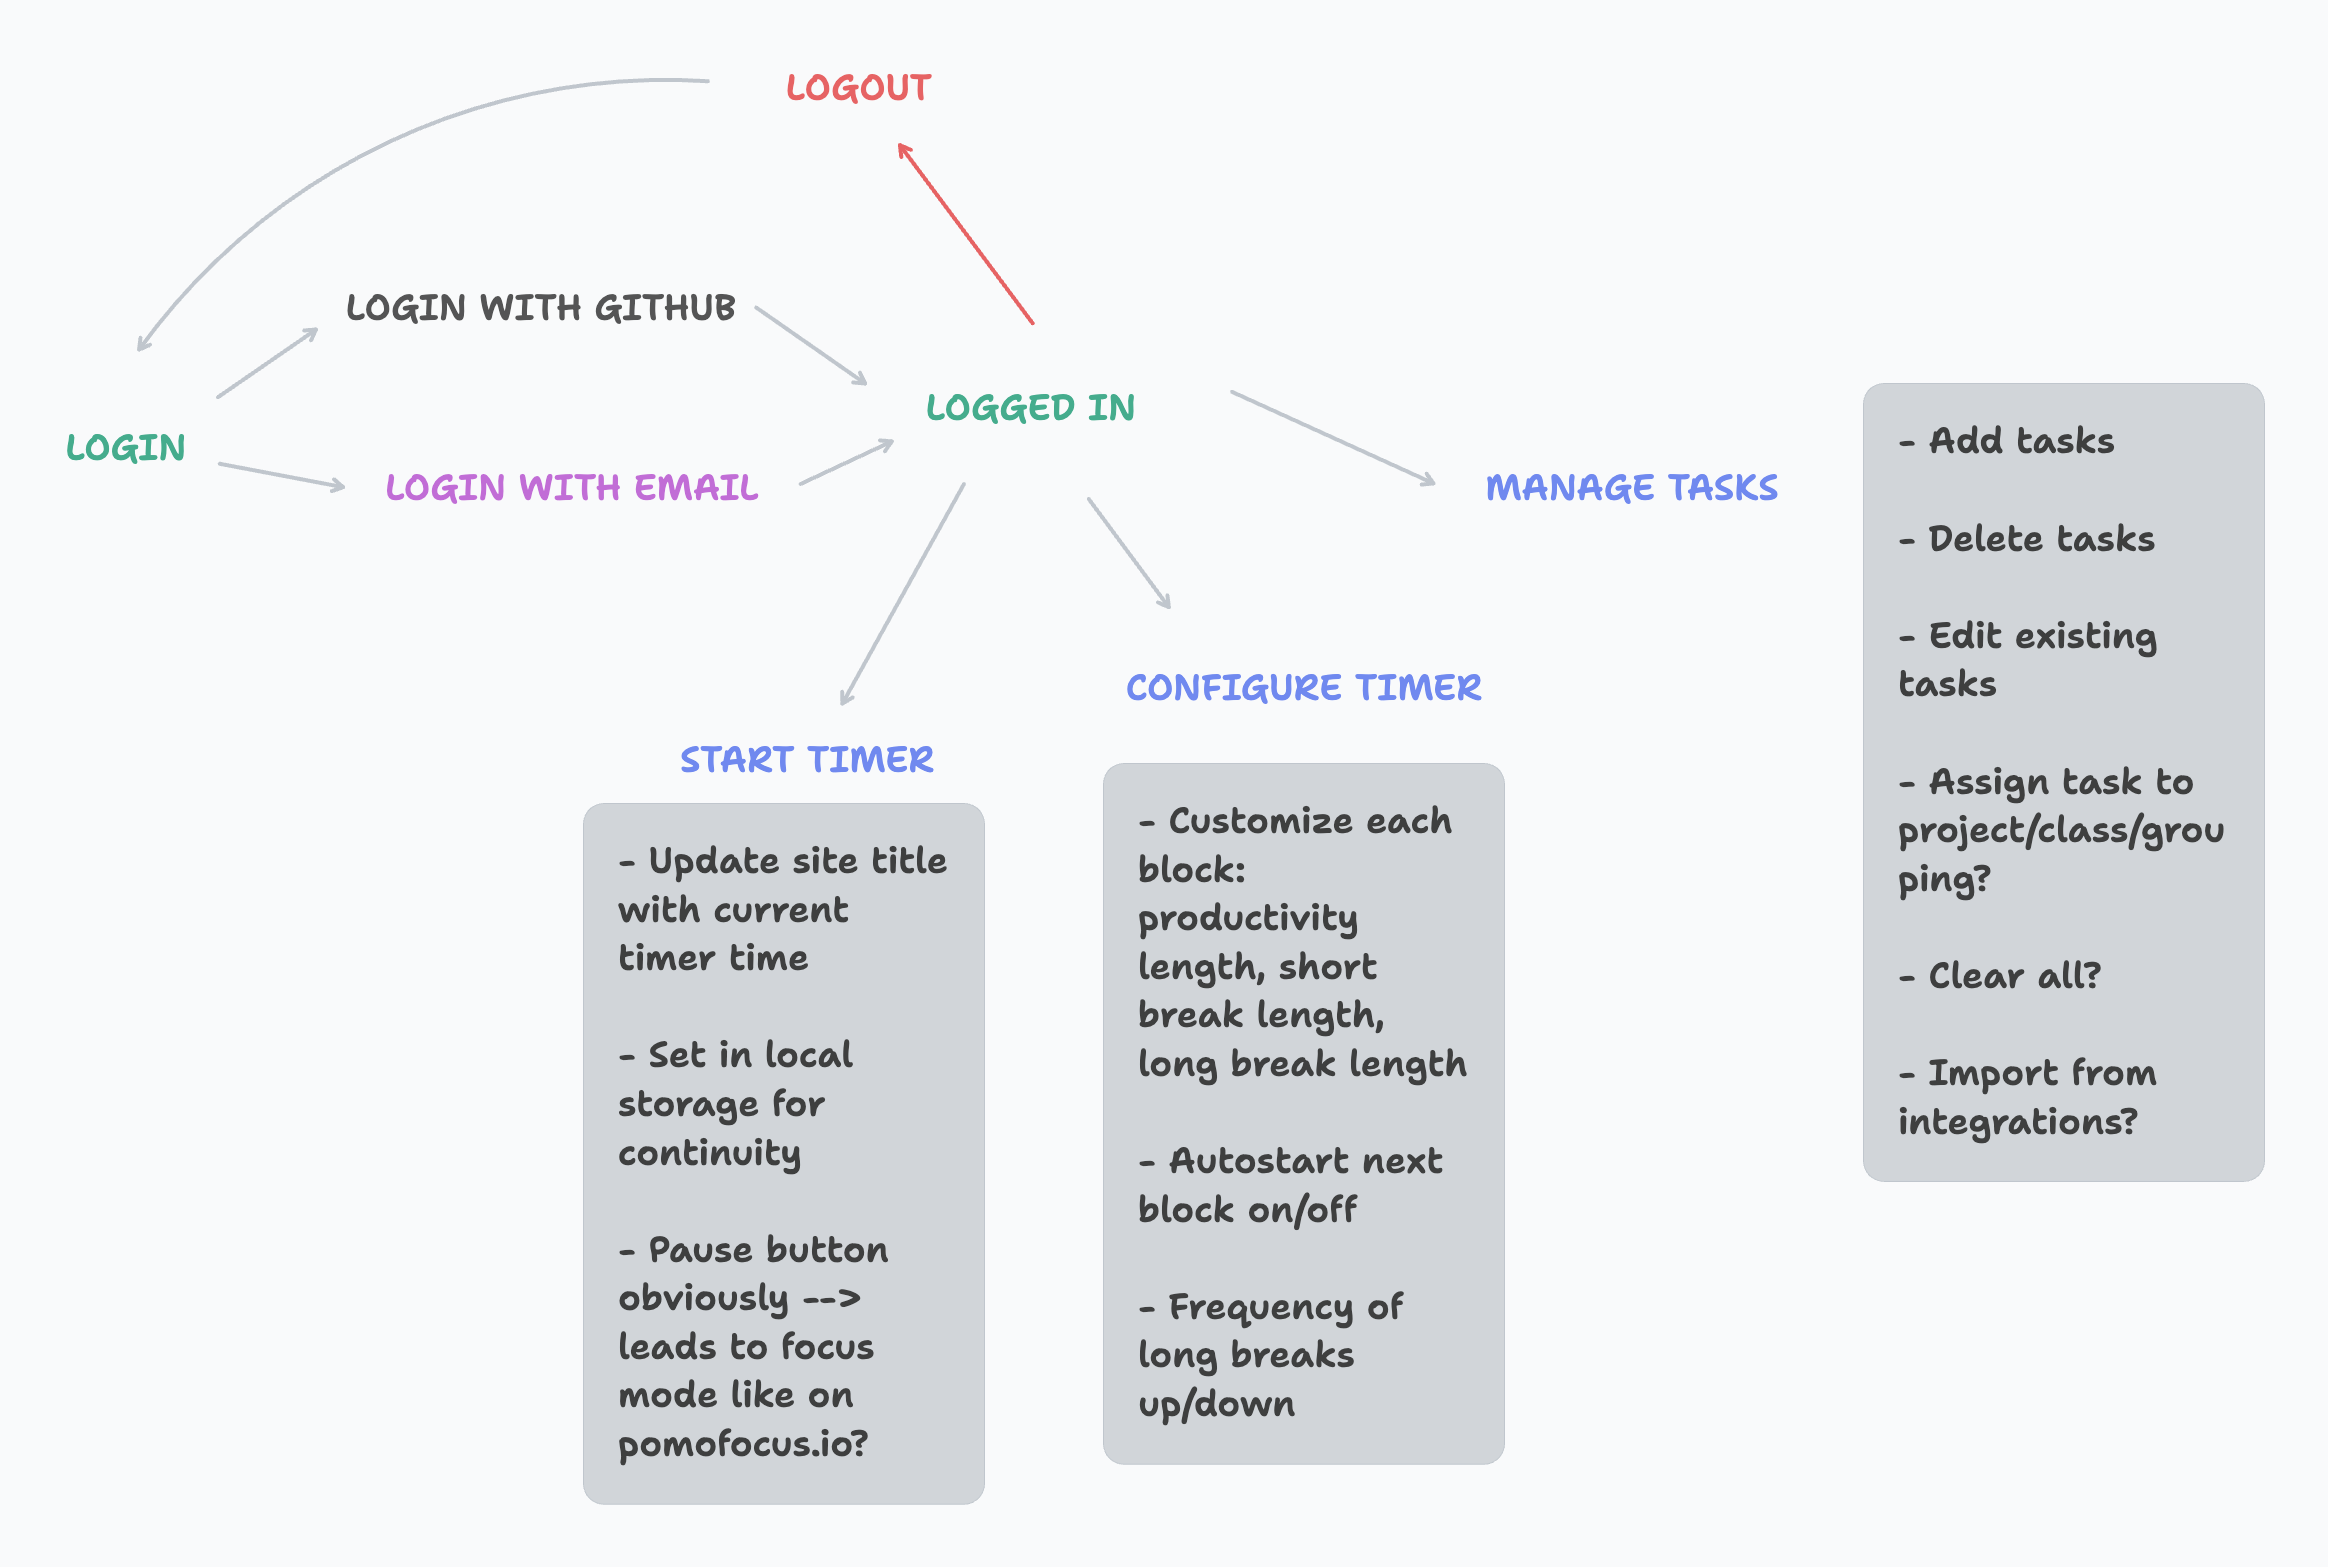 LOGOUT
LOGIN WITH GITHUB
LOGGED IN
LOGIN
LOGIN WITH EMAIL
MANAGE TASKS
- Add tasks
- Delete tasks
- Edit existing
tasks
- Assign task to
project/class/grou
ping?
- Clear all?
- Import from
integrations?
CONFIGURE TIMER
- Customize each
block:
productivity
length, short
break length,
long break length
- Autostart next
block on/off
- Frequency of
long breaks
up/down
START TIMER
- Update site title
with current
timer time
- Set in local
storage for
continuity
- Pause button
obviously -->
leads to focus
mode like on
pomofocus.io?